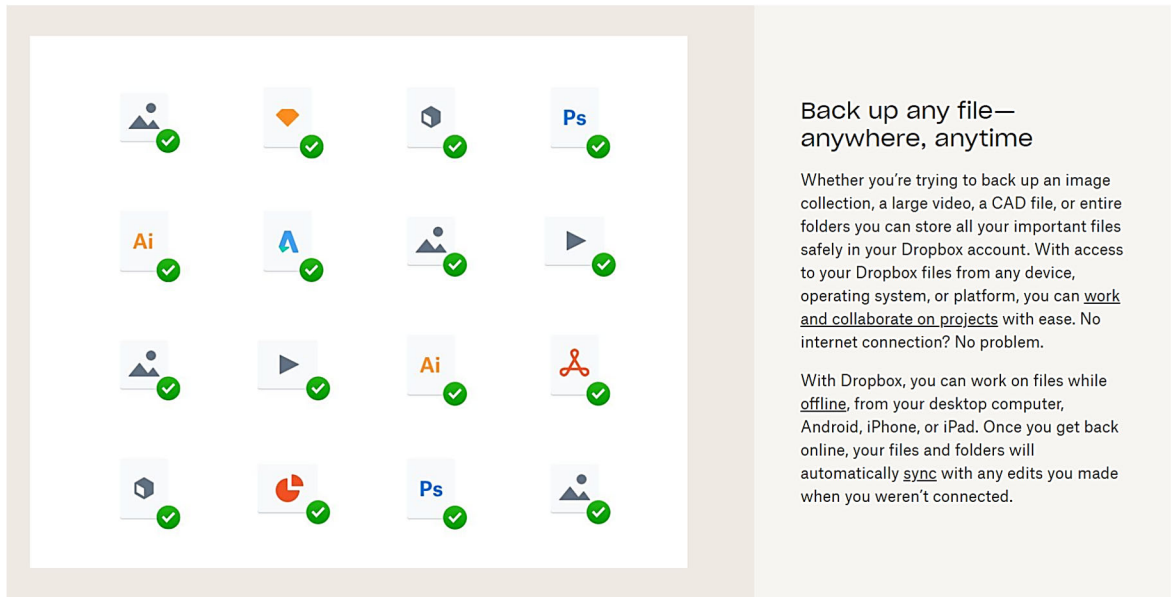 Ps
Ai
Ai
Ps
Back up any file—
anywhere, anytime
Whether you’re trying to back up an image
collection, a large video, a CAD file, or entire
folders you can store all your important files
safely in your Dropbox account. With access
to your Dropbox files from any device,
operating system, or platform, you can work
and collaborate on projects with ease. No
internet connection? No problem.
With Dropbox, you can work on files while
offline, from your desktop computer,
Android, iPhone, or iPad. Once you get back
online, your files and folders will
automatically sync with any edits you made
when you weren’t connected.